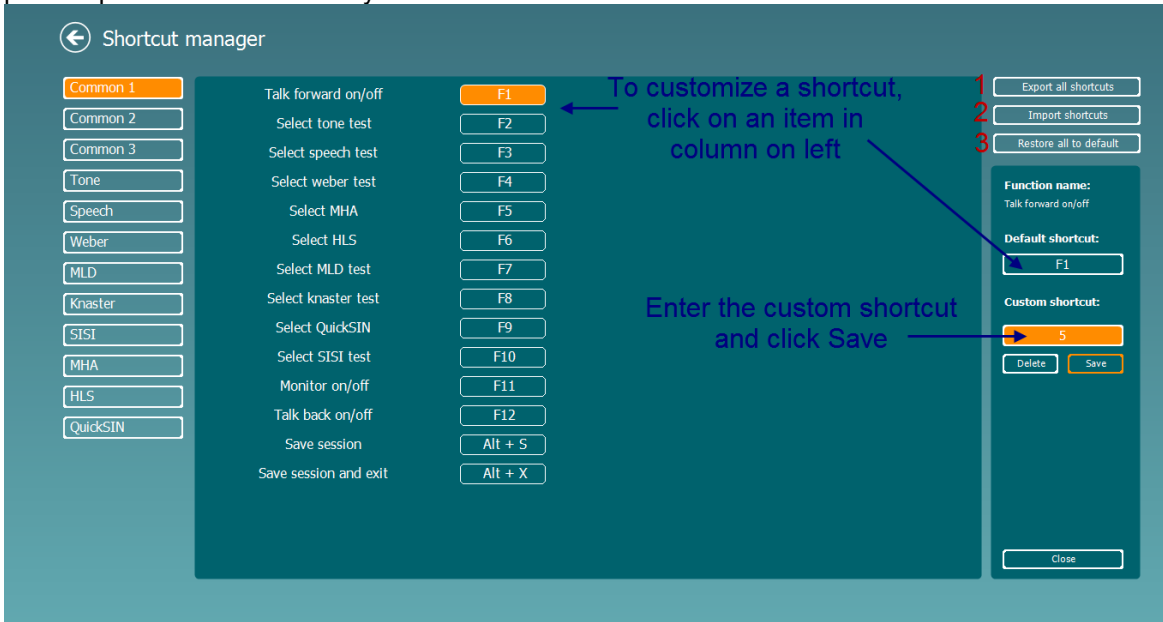 Shortcut manager
Common 1
Common 2
Common 3
Tone
Speech
Weber
MLD
Knaster
SISI
MHA
HLS
QuickSIN
Talk forward on/off F1
Select tone test F2
Select speech test F3
Select weber test F4
Select MHA F5
Select HLS F6
Select MLD test F7
Select knaster test F8
Select QuickSIN F9
Select SISI test F10
Monitor on/off F11
Talk back on/off F12
Save session Alt + S
Save session and exit Alt + X
To customize a shortcut,
click on an item in
column on left
Enter the custom shortcut
and click Save
1 Export all shortcuts
2 Import shortcuts
3 Restore all to default
Function name:
Talk forward on/off
Default shortcut:
F1
Custom shortcut:
5
Delete Save
Close